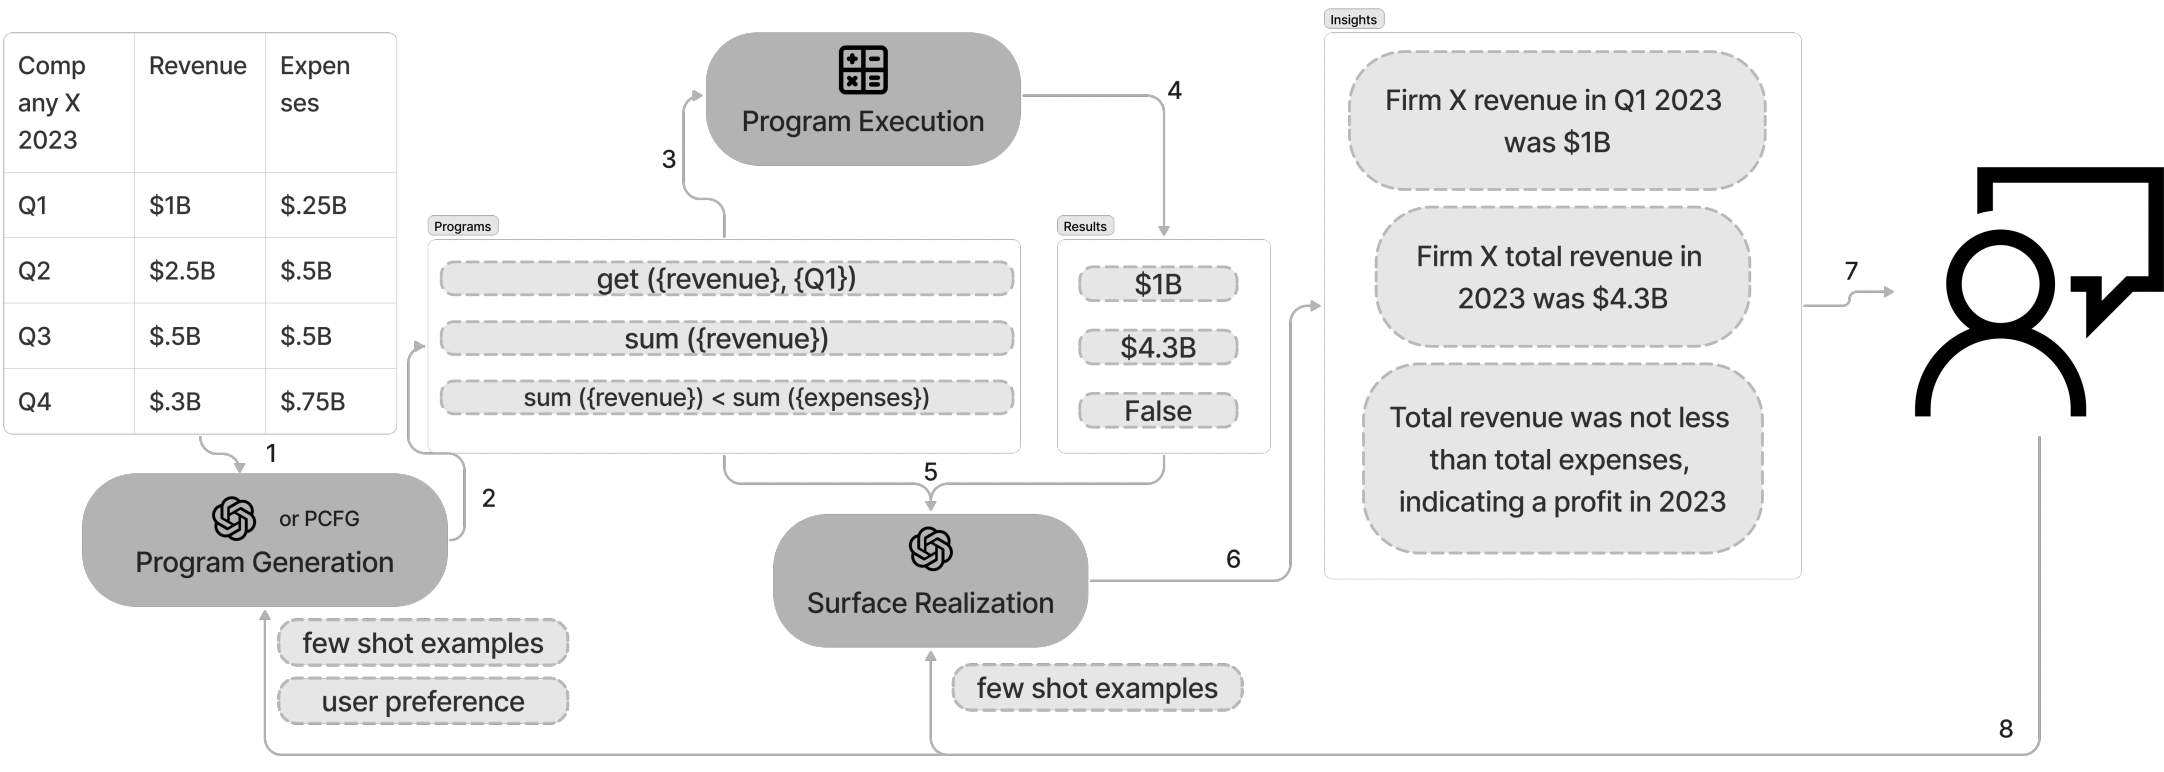 Comp
any X
2023
Revenue
Expen
ses
Q1
$1B
$.25B
Q2
$2.5B
$.5B
Q3
$.5B
$.5B
Q4
$.3B
$.75B
1
or PCFG
Program Generation
2
few shot examples
user preference
Programs
get ({revenue}, {Q1})
sum ({revenue})
sum ({revenue}) < sum ({expenses})
3
Program Execution
4
Results
$1B
$4.3B
False
5
Surface Realization
few shot examples
6
Insights
Firm X revenue in Q1 2023
was $1B
Firm X total revenue in
2023 was $4.3B
Total revenue was not less
than total expenses,
indicating a profit in 2023
7
8